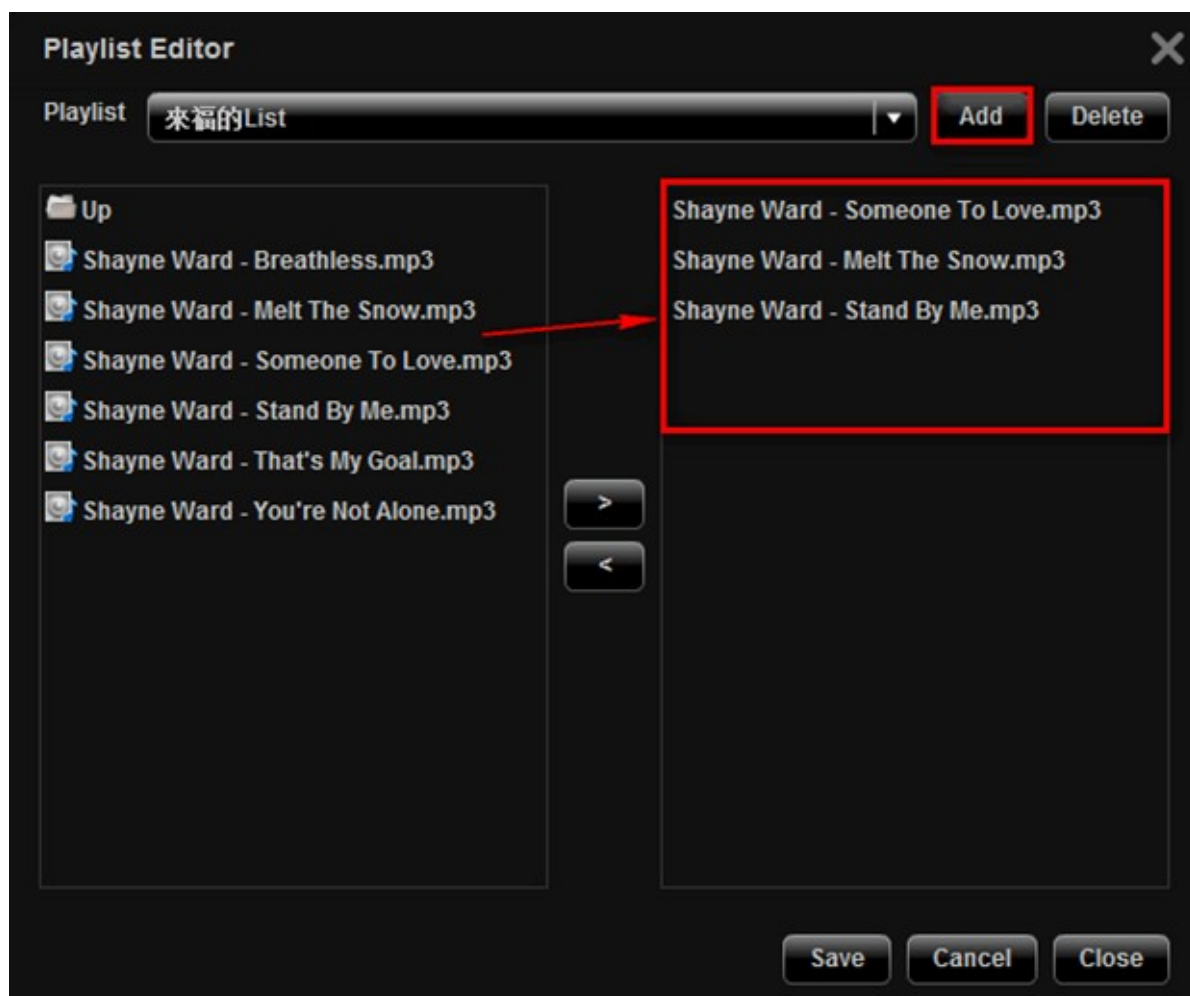 Playlist Editor
Playlist 來福的List Add Delete
Up
Shayne Ward - Breathless.mp3
Shayne Ward - Melt The Snow.mp3
Shayne Ward - Someone To Love.mp3
Shayne Ward - Stand By Me.mp3
Shayne Ward - That's My Goal.mp3
Shayne Ward - You're Not Alone.mp3
>
<
Shayne Ward - Someone To Love.mp3
Shayne Ward - Melt The Snow.mp3
Shayne Ward - Stand By Me.mp3
Save Cancel Close